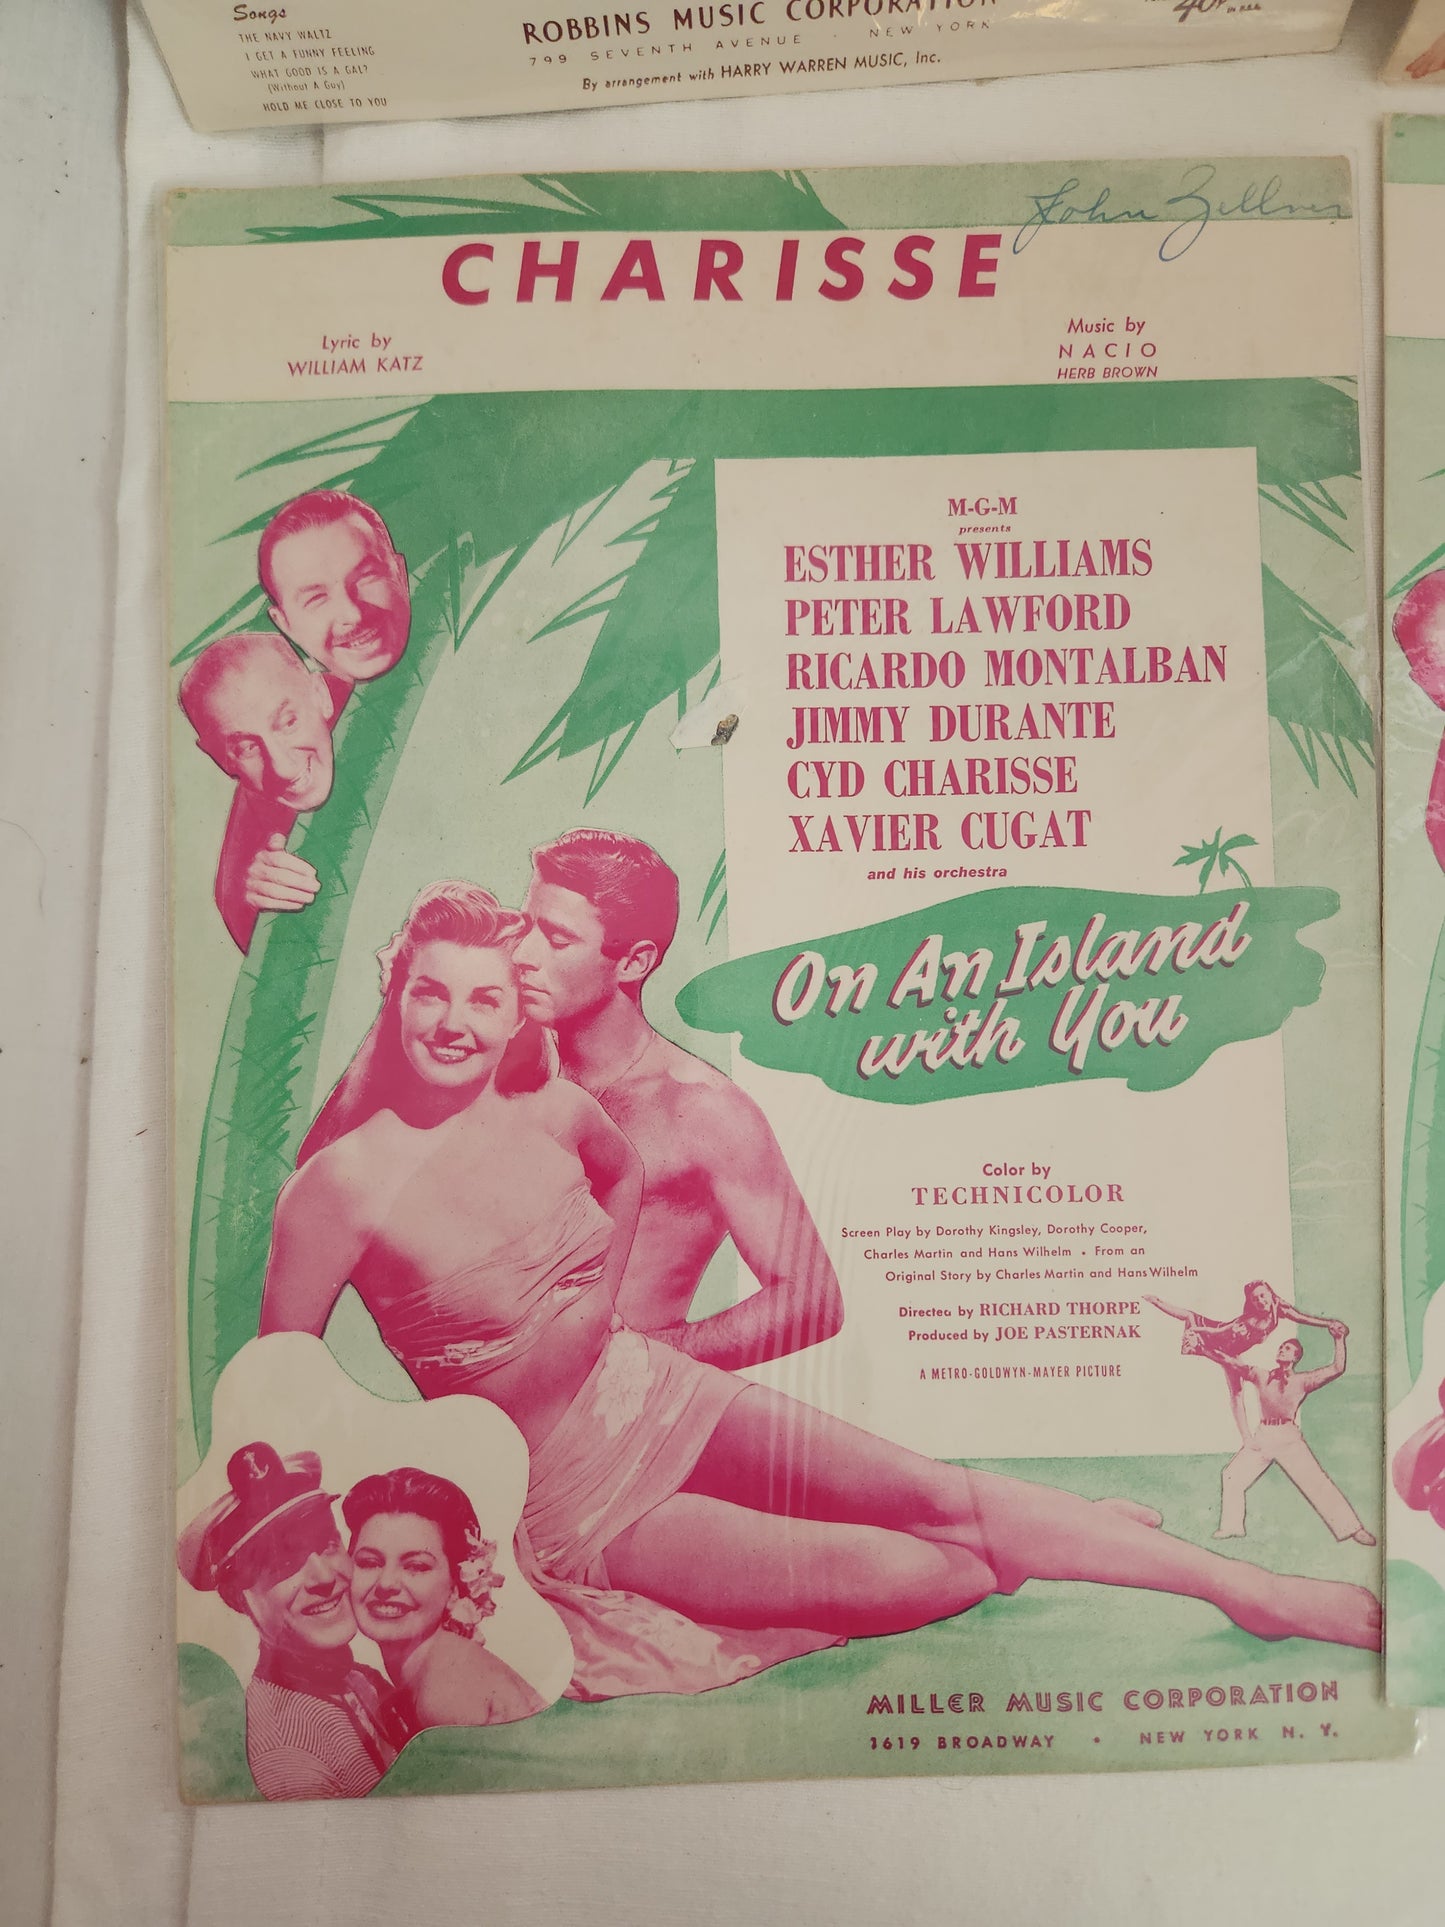 Songs
THE NAVY WALTZ
I GET A FUNNY FEELING
WHAT GOOD IS A GAL?
(Without A Guy)
HOLD ME CLOSE TO YOU
ROBBINS MUSIC CORPORATION
799 SEVENTH AVENUE · NEW YORK
By arrangement with HARRY WARREN MUSIC, Inc.
40
John Zellner
CHARISSE
Lyric by
WILLIAM KATZ
Music by
NACIO
HERB BROWN
M-G-M
presents
ESTHER WILLIAMS
PETER LAWFORD
RICARDO MONTALBAN
JIMMY DURANTE
CYD CHARISSE
XAVIER CUGAT
and his orchestra
On An Island
with You
Color by
TECHNICOLOR
Screen Play by Dorothy Kingsley, Dorothy Cooper,
Charles Martin and Hans Wilhelm • From an
Original Story by Charles Martin and Hans Wilhelm
Directed by RICHARD THORPE
Produced by JOE PASTERNAK
A METRO-GOLDWYN-MAYER PICTURE
MILLER MUSIC CORPORATION
1619 BROADWAY • NEW YORK N. Y.